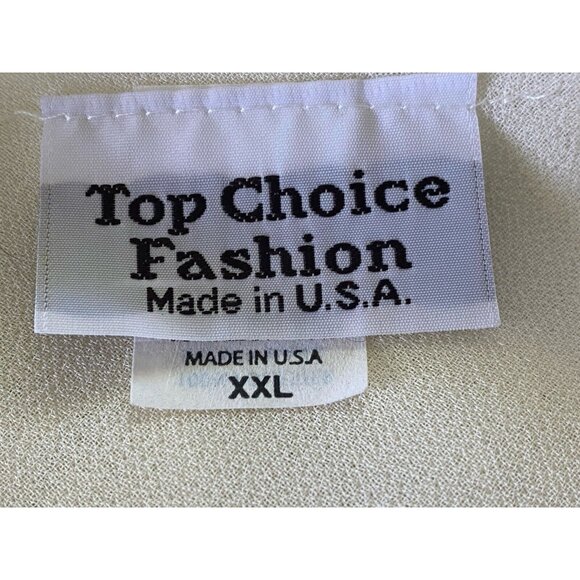 Top Choice
Fashion
Made in U.S.A.
MADE IN U.S.A
XXL